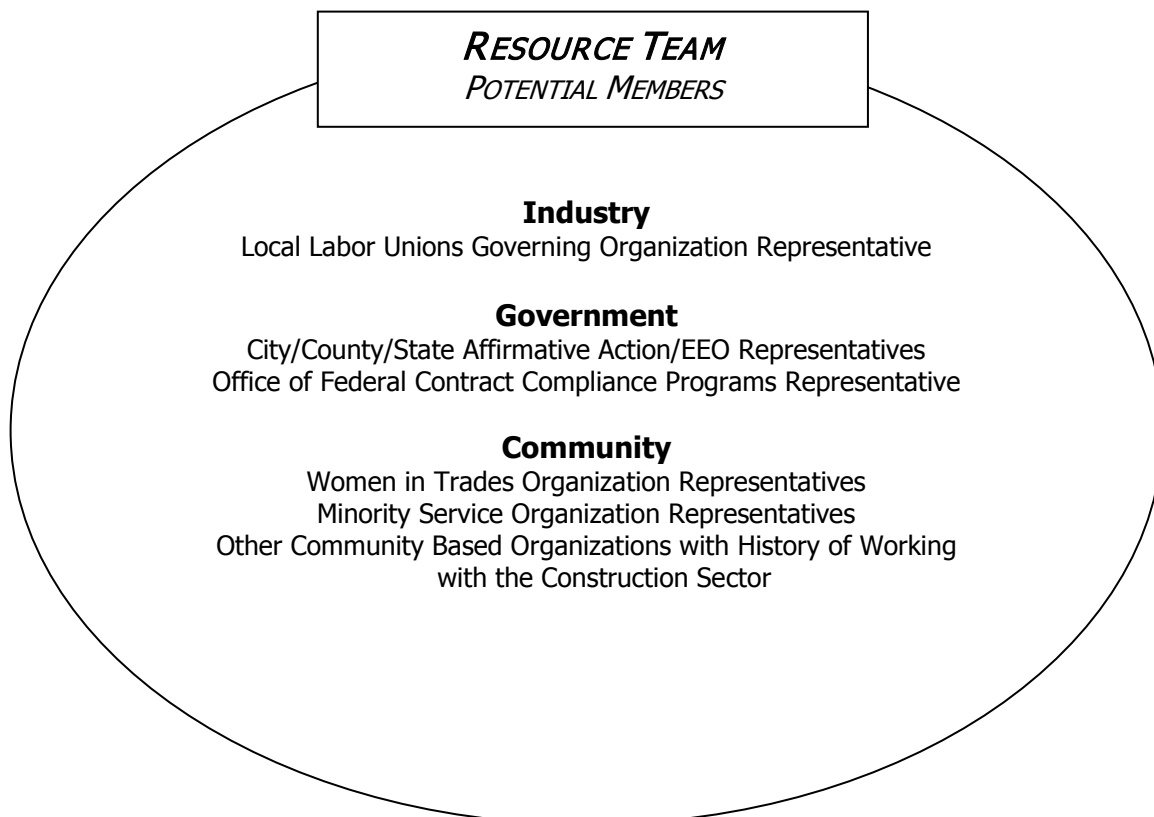 RESOURCE TEAM
POTENTIAL MEMBERS
Industry
Local Labor Unions Governing Organization Representative
Government
City/County/State Affirmative Action/EEO Representatives
Office of Federal Contract Compliance Programs Representative
Community
Women in Trades Organization Representatives
Minority Service Organization Representatives
Other Community Based Organizations with History of Working
with the Construction Sector